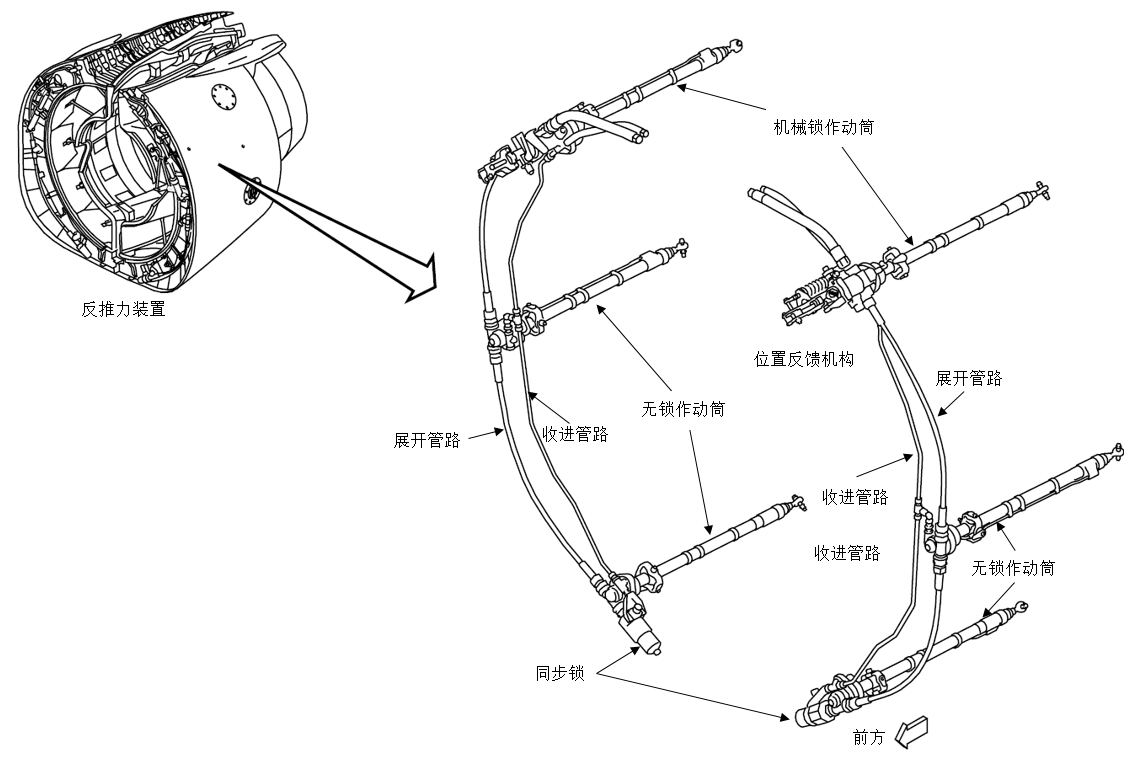 机械锁作动筒
反推力装置
位置反馈机构
展开管路
无锁作动筒
展开管路
收进管路
收进管路
收进管路
无锁作动筒
同步锁
前方